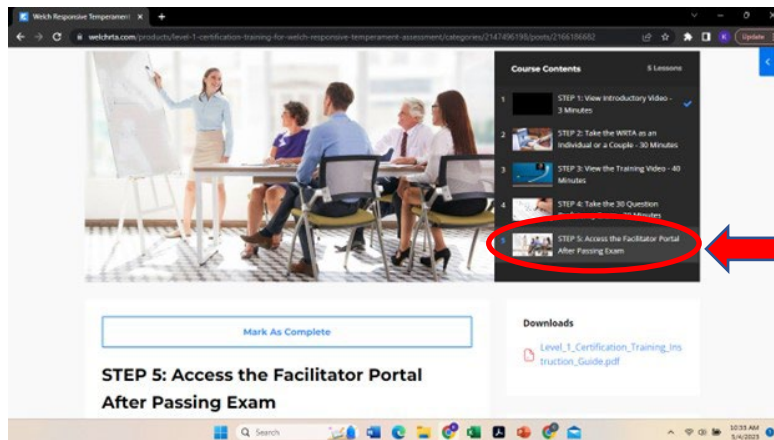 Welch Responsive Temperament
welchrta.com/products/level-1-certification-training-for-welch-responsive-temperament-assessment/categories/2147496198/posts/2166186682
Update
Course Contents
5 Lessons
1
STEP 1: View Introductory Video -
3 Minutes
2
STEP 2: Take the WRTA as an
Individual or a Couple - 30 Minutes
3
STEP 3: View the Training Video - 40
Minutes
4
STEP 4: Take the 30 Question
Minutes
5
STEP 5: Access the Facilitator Portal
After Passing Exam
Mark As Complete
STEP 5: Access the Facilitator Portal
After Passing Exam
Downloads
Level_1_Certification_Training_Ins
truction_Guide.pdf
Search
10:33 AM
5/4/2023